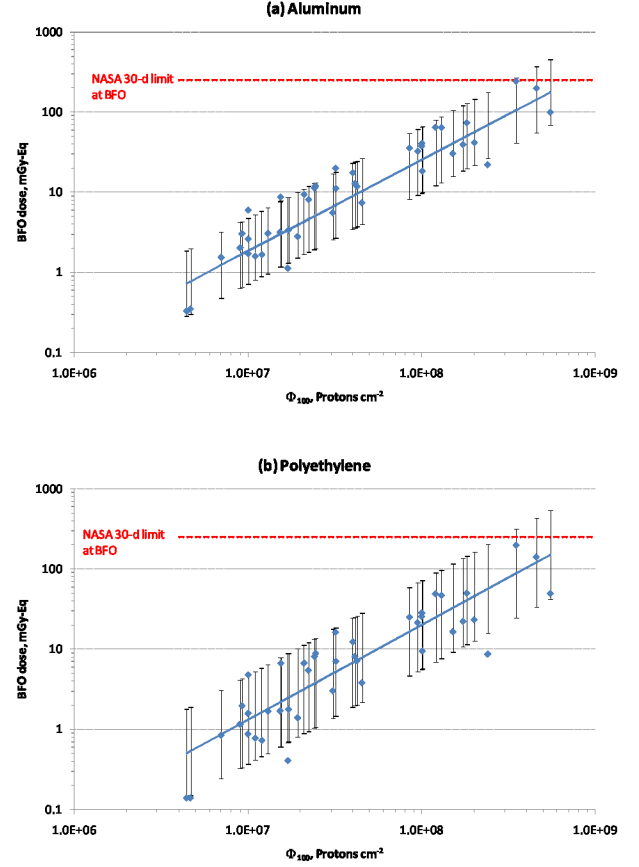 (a) Aluminum
1000
NASA 30-d limit
at BFO
100
BFO dose, mGy-Eq
10
1
0.1
1.0E+06 1.0E+07 1.0E+08 1.0E+09
Φ100, Protons cm-2
(b) Polyethylene
1000
NASA 30-d limit
at BFO
100
BFO dose, mGy-Eq
10
1
0.1
1.0E+06 1.0E+07 1.0E+08 1.0E+09
Φ100, Protons cm-2